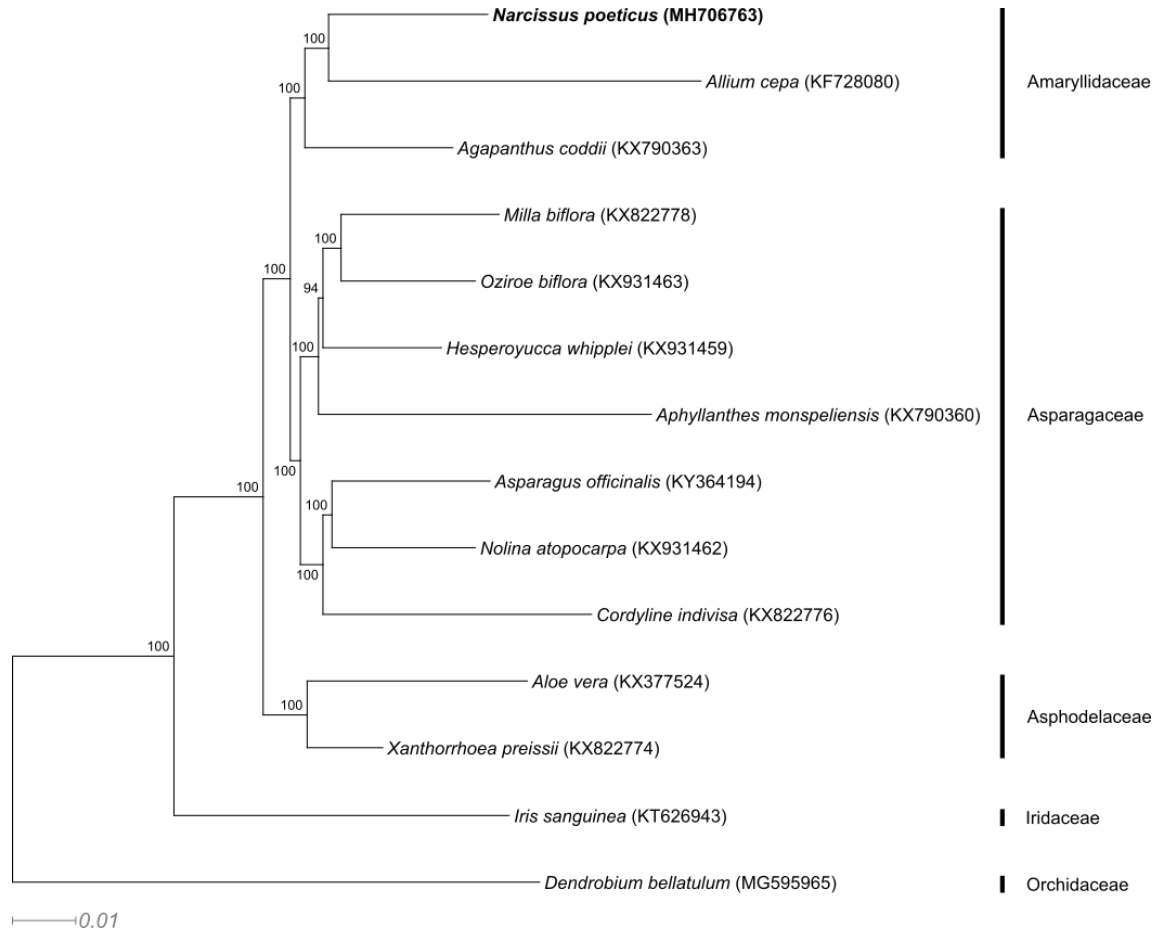 Narcissus poeticus (MH706763)
100
Allium cepa (KF728080)
Amaryllidaceae
100
Agapanthus coddii (KX790363)
Milla biflora (KX822778)
100
100
Oziroe biflora (KX931463)
94
Hesperoyucca whipplei (KX931459)
100
Aphyllanthes monspeliensis (KX790360)
Asparagaceae
100
Asparagus officinalis (KY364194)
100
100
Nolina atopocarpa (KX931462)
100
Cordyline indivisa (KX822776)
100
Aloe vera (KX377524)
100
Asphodelaceae
Xanthorrhoea preissii (KX822774)
Iris sanguinea (KT626943)
Iridaceae
Dendrobium bellatulum (MG595965)
Orchidaceae
0.01